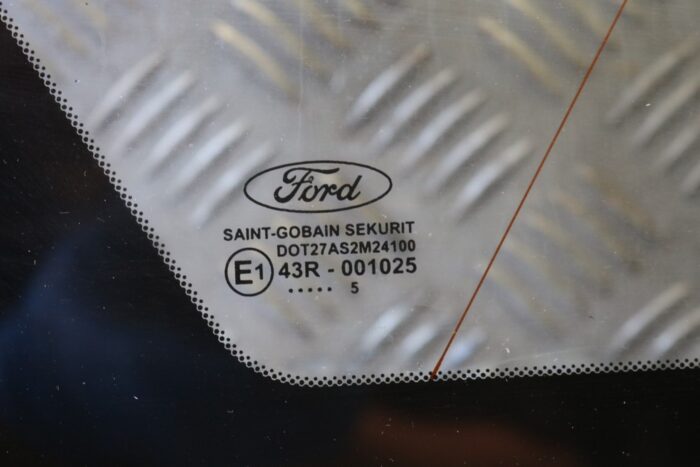 Ford
SAINT-GOBAIN SEKURIT
DOT27AS2M24100
E1 43R - 001025
..... 5